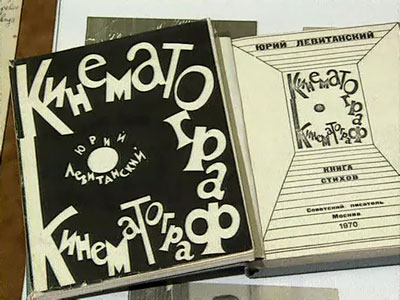 Кинематограф
ЮРИЙ
Левитанский
Кинематограф
ЮРИЙ ЛЕВИТАНСКИЙ
Кинематограф
Кинематограф
КНИГА
СТИХОВ
Советский писатель
Москва
1970